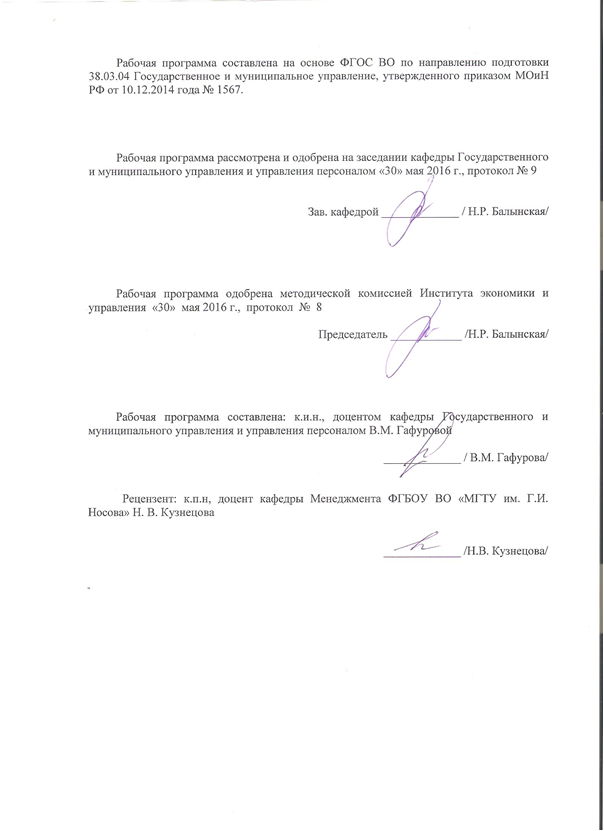 Рабочая программа составлена на основе ФГОС ВО по направлению подготовки
38.03.04 Государственное и муниципальное управление, утвержденного приказом МОиН
РФ от 10.12.2014 года № 1567.
Рабочая программа рассмотрена и одобрена на заседании кафедры Государственного
и муниципального управления и управления персоналом «30» мая 2016 г., протокол № 9
Зав. кафедрой _____________ / Н.Р. Балынская/
Рабочая программа одобрена методической комиссией Института экономики и
управления «30» мая 2016 г., протокол № 8
Председатель ____________ /Н.Р. Балынская/
Рабочая программа составлена: к.и.н., доцентом кафедры Государственного и
муниципального управления и управления персоналом В.М. Гафуровой
_____________ / В.М. Гафурова/
Рецензент: к.п.н, доцент кафедры Менеджмента ФГБОУ ВО «МГТУ им. Г.И.
Носова» Н. В. Кузнецова
_____________ /Н.В. Кузнецова/